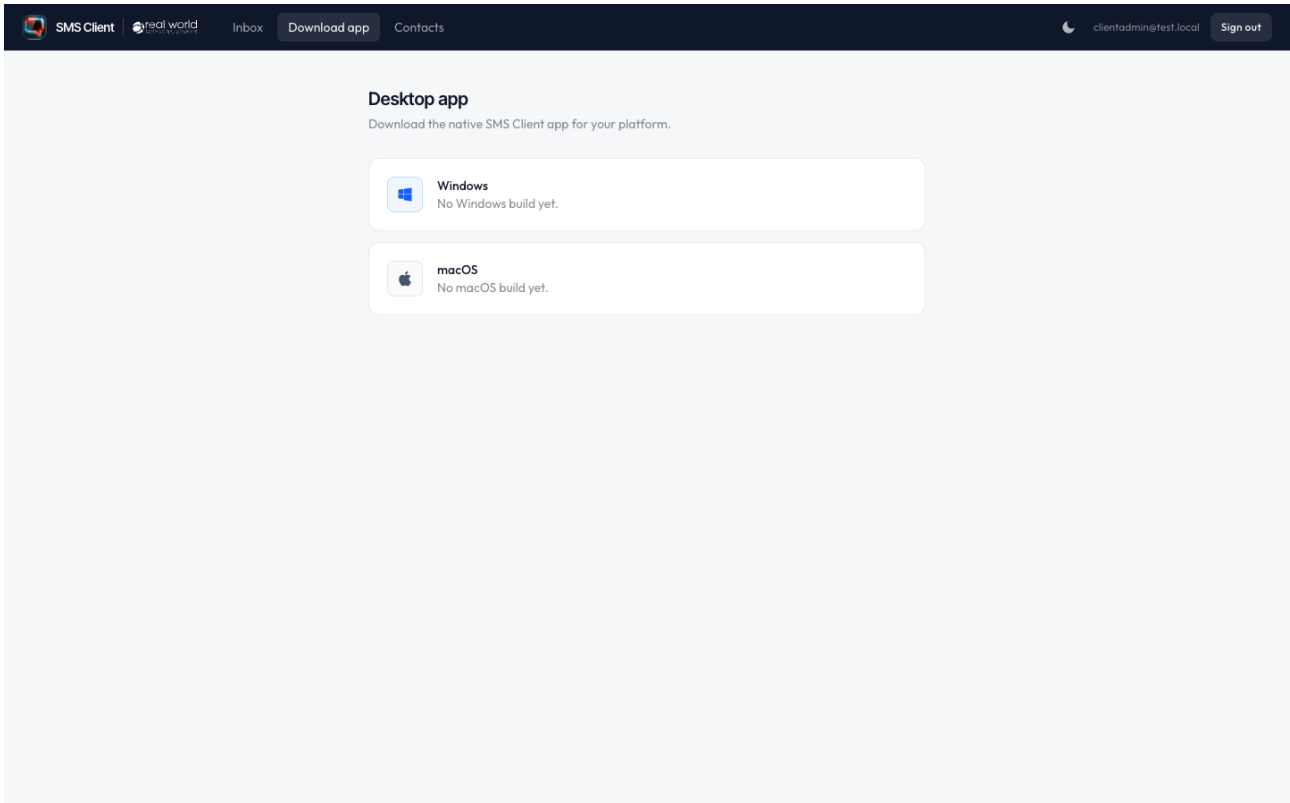 SMS Client
real world
Inbox
Download app
Contacts
clientadmin@test.local
Sign out
Desktop app
Download the native SMS Client app for your platform.
Windows
No Windows build yet.
macOS
No macOS build yet.